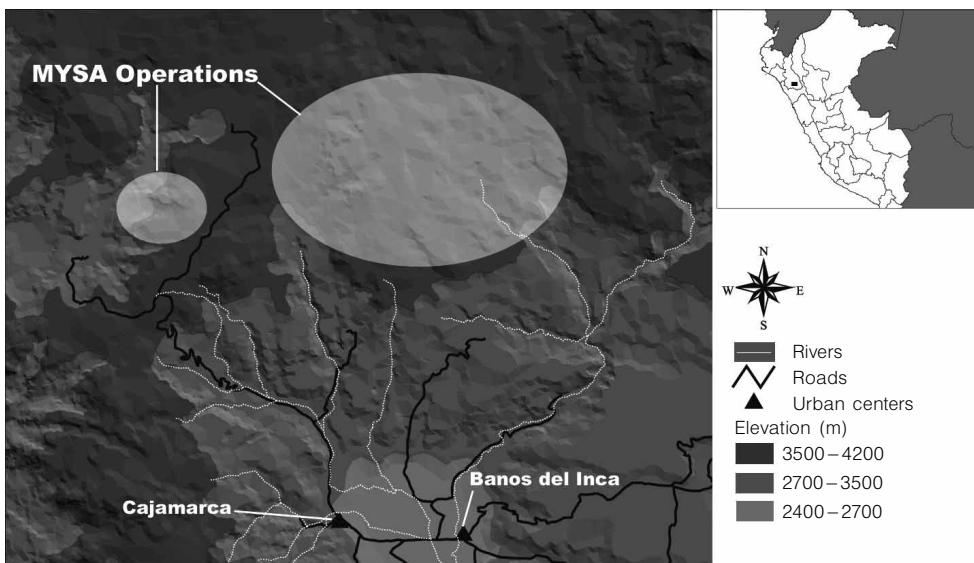 MYSA Operations
Banos del Inca
Cajamarca
N
W
E
S
Rivers
Roads
Urban centers
Elevation (m)
3500–4200
2700–3500
2400–2700